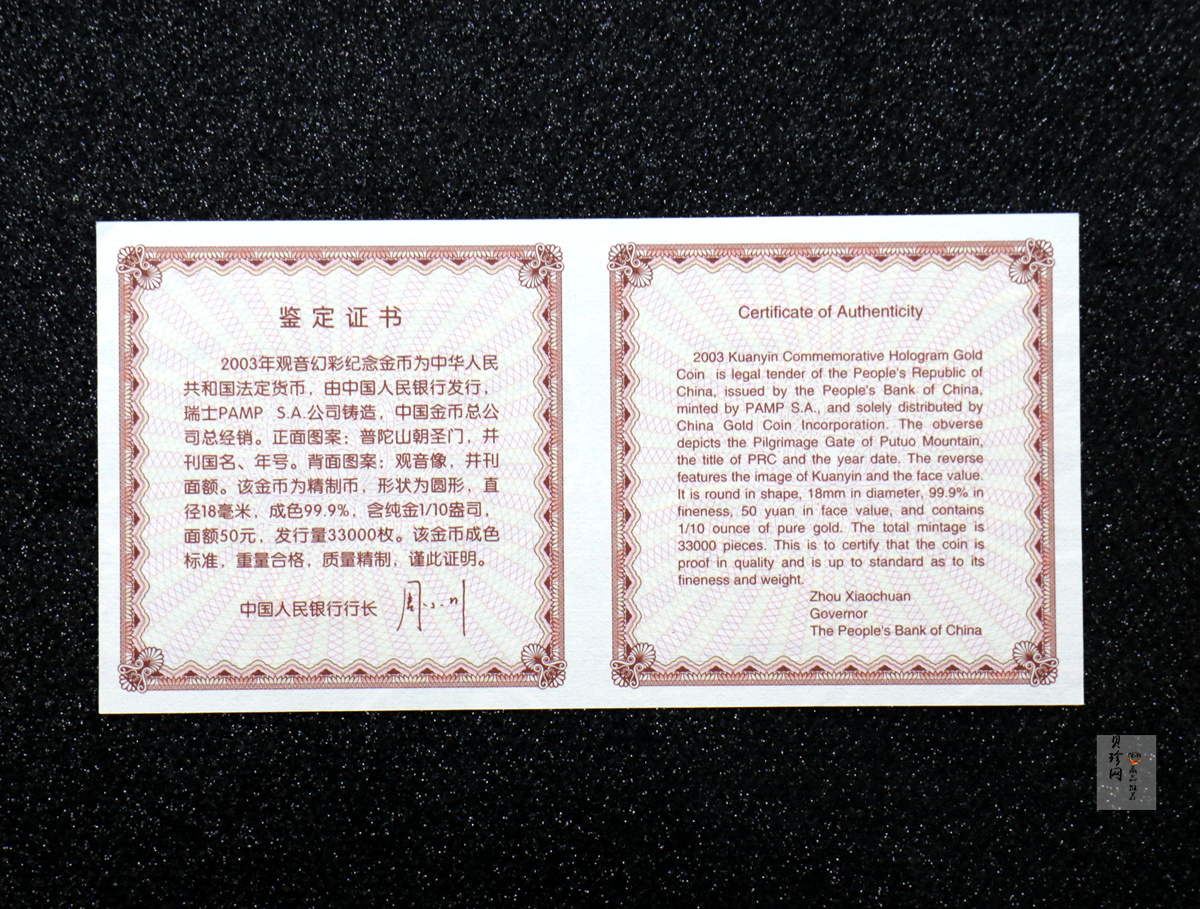 鉴定证书
2003年观音幻彩纪念金币为中华人民
共和国法定货币，由中国人民银行发行，
瑞士PAMP S.A.公司铸造，中国金币总公
司总经销。正面图案：普陀山朝圣门，并
刊国名、年号。背面图案：观音像，并刊
面额。该金币为精制币，形状为圆形，直
径18毫米，成色99.9%，含纯金1/10盎司，
面额50元，发行量33000枚。该金币成色
标准，重量合格，质量精制，谨此证明。
中国人民银行行长 周小川
Certificate of Authenticity
2003 Kuanyin Commemorative Hologram Gold
Coin is legal tender of the People's Republic of
China, issued by the People's Bank of China,
minted by PAMP S.A., and solely distributed by
China Gold Coin Incorporation. The obverse
depicts the Pilgrimage Gate of Putuo Mountain,
the title of PRC and the year date. The reverse
features the image of Kuanyin and the face value.
It is round in shape, 18mm in diameter, 99.9% in
fineness, 50 yuan in face value, and contains
1/10 ounce of pure gold. The total mintage is
33000 pieces. This is to certify that the coin is
proof in quality and is up to standard as to its
fineness and weight.
Zhou Xiaochuan
Governor
The People's Bank of China
贝珍网